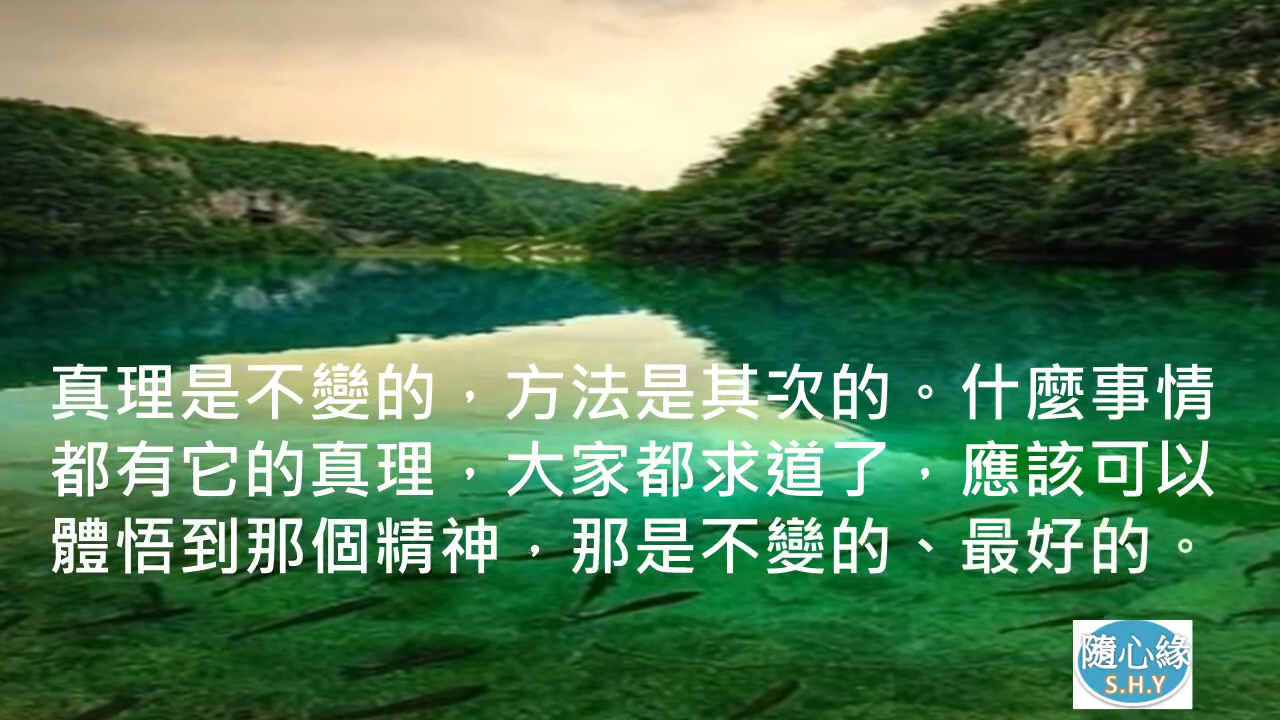 真理是不變的，方法是其次的。什麼事情
都有它的真理，大家都求道了，應該可以
體悟到那個精神，那是不變的、最好的。
隨心緣
S.H.Y